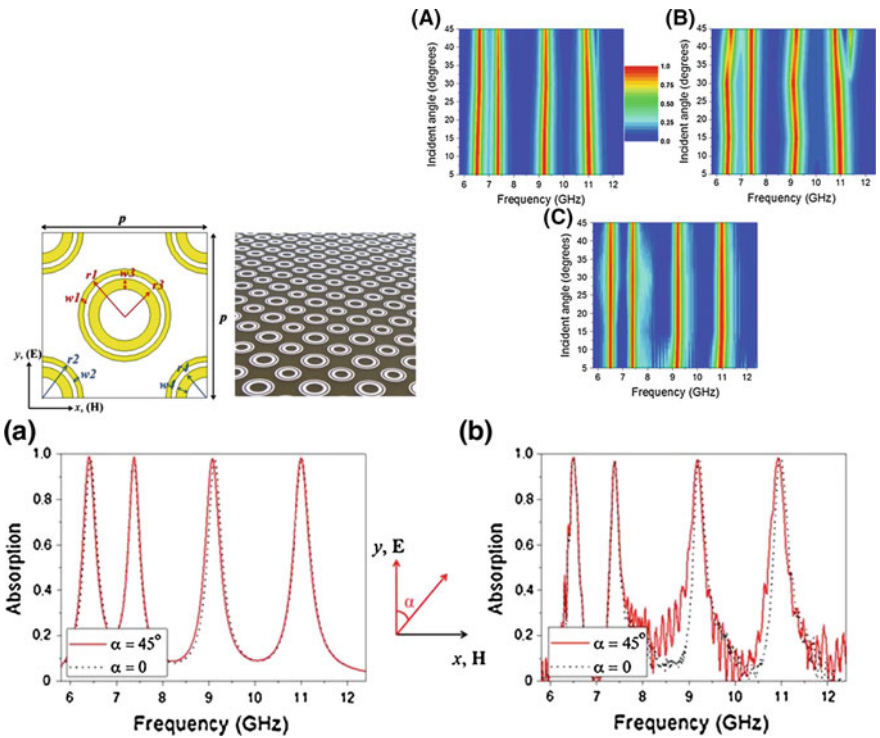 (A)
(B)
Incident angle (degrees)
45
40
35
30
25
20
15
10
5
6 7 8 9 10 11 12
Frequency (GHz)
1.0
0.75
0.50
0.25
0.0
Incident angle (degrees)
45
40
35
30
25
20
15
10
5
6 7 8 9 10 11 12
Frequency (GHz)
(C)
Incident angle (degrees)
45
40
35
30
25
20
15
10
5
6 7 8 9 10 11 12
Frequency (GHz)
p
r1
w3
r3
w1
p
y, (E)
r2
w2
r4
w4
x, (H)
(a)
Absorption
1.0
0.8
0.6
0.4
0.2
0
α = 45°
α = 0
6 7 8 9 10 11 12
Frequency (GHz)
y, E
α
x, H
(b)
Absorption
1.0
0.8
0.6
0.4
0.2
0
α = 45°
α = 0
6 7 8 9 10 11 12
Frequency (GHz)